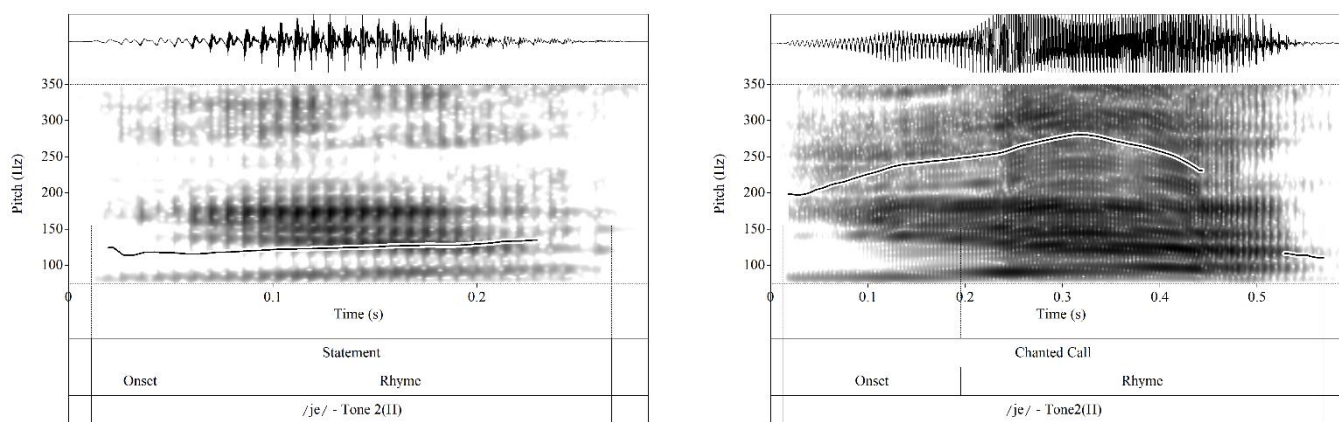 350
300
250
200
150
100
Pitch (Hz)
0
0.1
0.2
Time (s)
Statement
Onset Rhyme
/je/ - Tone 2(II)
350
300
250
200
150
100
Pitch (Hz)
0
0.1
0.2
0.3
0.4
0.5
Time (s)
Chanted Call
Onset Rhyme
/je/ - Tone2(II)